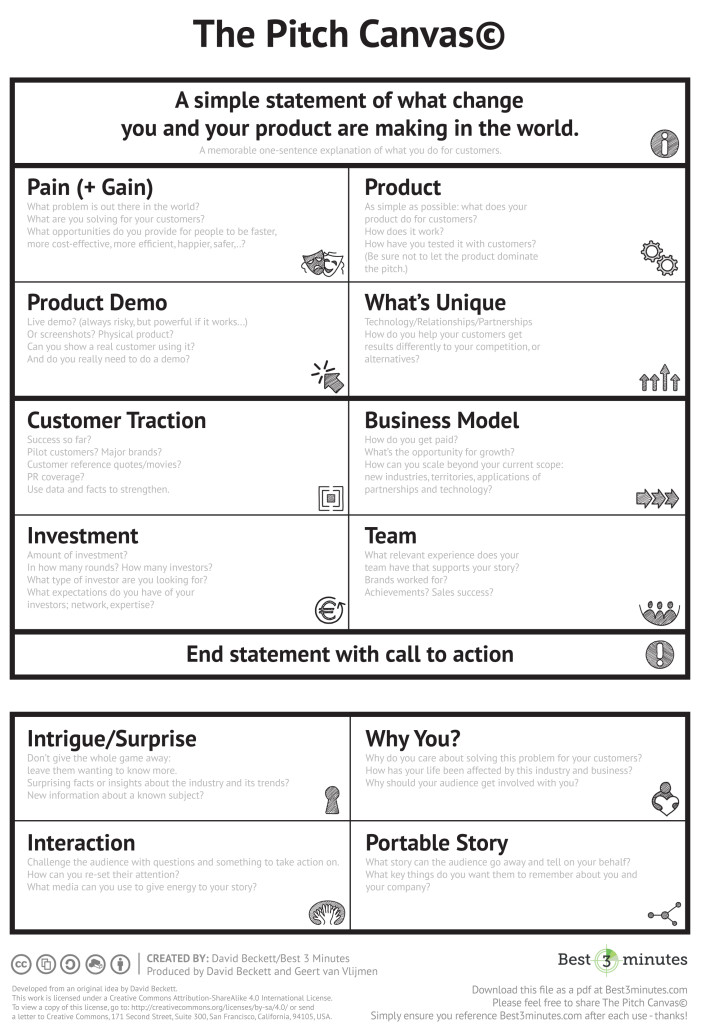 The Pitch Canvas©
A simple statement of what change
you and your product are making in the world.
A memorable one-sentence explanation of what you do for customers.
Pain (+ Gain)
What problem is out there in the world?
What are you solving for your customers?
What opportunities do you provide for people to be faster,
more cost-effective, more efficient, happier, safer,..?
Product
As simple as possible: what does your
product do for customers?
How does it work?
How have you tested it with customers?
(Be sure not to let the product dominate
the pitch.)
Product Demo
Live demo? (always risky, but powerful if it works...)
Or screenshots? Physical product?
Can you show a real customer using it?
And do you really need to do a demo?
What's Unique
Technology/Relationships/Partnerships
How do you help your customers get
results differently to your competition, or
alternatives?
Customer Traction
Success so far?
Pilot customers? Major brands?
Customer reference quotes/movies?
PR coverage?
Use data and facts to strengthen.
Business Model
How do you get paid?
What's the opportunity for growth?
How can you scale beyond your current scope:
new industries, territories, applications of
partnerships and technology?
Investment
Amount of investment?
In how many rounds? How many investors?
What type of investor are you looking for?
What expectations do you have of your
investors; network, expertise?
Team
What relevant experience does your
team have that supports your story?
Brands worked for?
Achievements? Sales success?
End statement with call to action
Intrigue/Surprise
Don't give the whole game away:
leave them wanting to know more.
Surprising facts or insights about the industry and its trends?
New information about a known subject?
Why You?
Why do you care about solving this problem for your customers?
How has your life been affected by this industry and business?
Why should your audience get involved with you?
Interaction
Challenge the audience with questions and something to take action on.
How can you re-set their attention?
What media can you use to give energy to your story?
Portable Story
What story can the audience go away and tell on your behalf?
What key things do you want them to remember about you and
your company?
cc
CREATED BY: David Beckett/Best 3 Minutes
Produced by David Beckett and Geert van Vlijmen
Best 3 minutes
Developed from an original idea by David Beckett.
This work is licensed under a Creative Commons Attribution-ShareAlike 4.0 International License.
To view a copy of this license, go to: http://creativecommons.org/licenses/by-sa/4.0/ or send
a letter to Creative Commons, 171 Second Street, Suite 300, San Francisco, California, 94105, USA.
Download this file as a pdf at Best3minutes.com
Please feel free to share The Pitch Canvas©
Simply ensure you reference Best3minutes.com after each use - thanks!